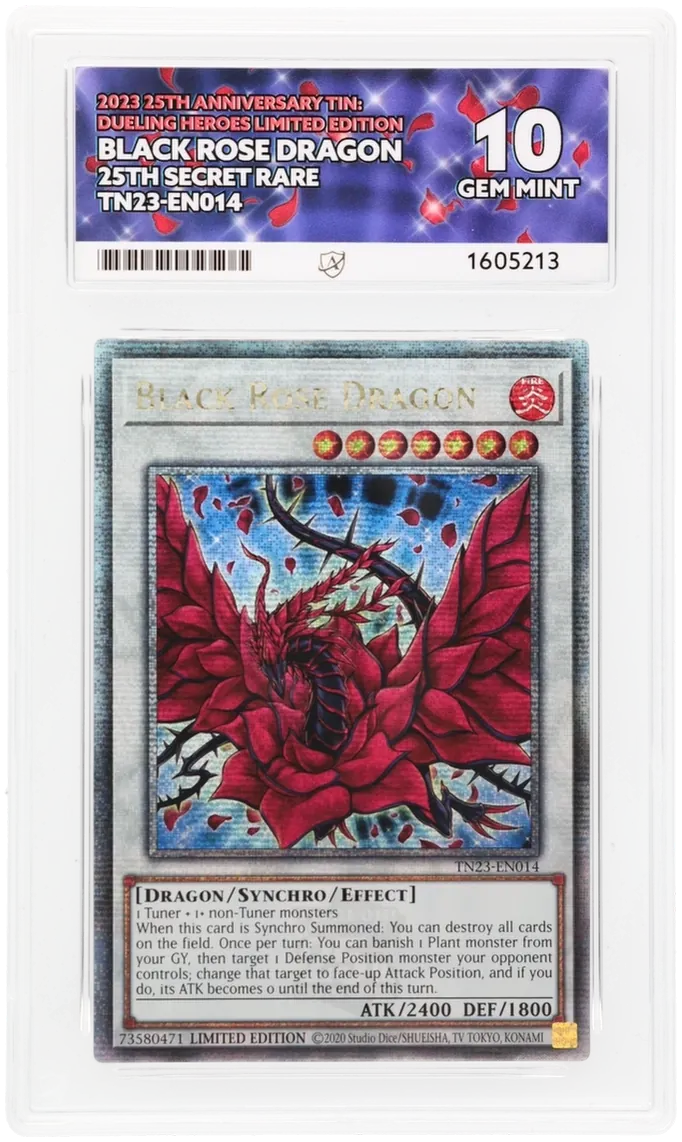 2023 25TH ANNIVERSARY TIN:
DUELING HEROES LIMITED EDITION
BLACK ROSE DRAGON
25TH SECRET RARE
TN23-EN014
10
GEM MINT
1605213
BLACK ROSE DRAGON
FIRE
炎
TN23-EN014
[DRAGON/SYNCHRO/EFFECT]
1 Tuner + 1+ non-Tuner monsters
When this card is Synchro Summoned: You can destroy all cards
on the field. Once per turn: You can banish 1 Plant monster from
your GY, then target 1 Defense Position monster your opponent
controls; change that target to face-up Attack Position, and if you
do, its ATK becomes 0 until the end of this turn.
ATK/2400 DEF/1800
73580471 LIMITED EDITION ©2020 Studio Dice/SHUEISHA, TV TOKYO, KONAMI